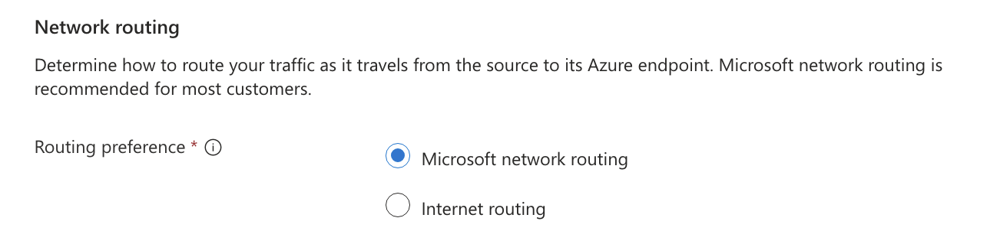 Network routing
Determine how to route your traffic as it travels from the source to its Azure endpoint. Microsoft network routing is
recommended for most customers.
Routing preference * ⓘ
Microsoft network routing
Internet routing